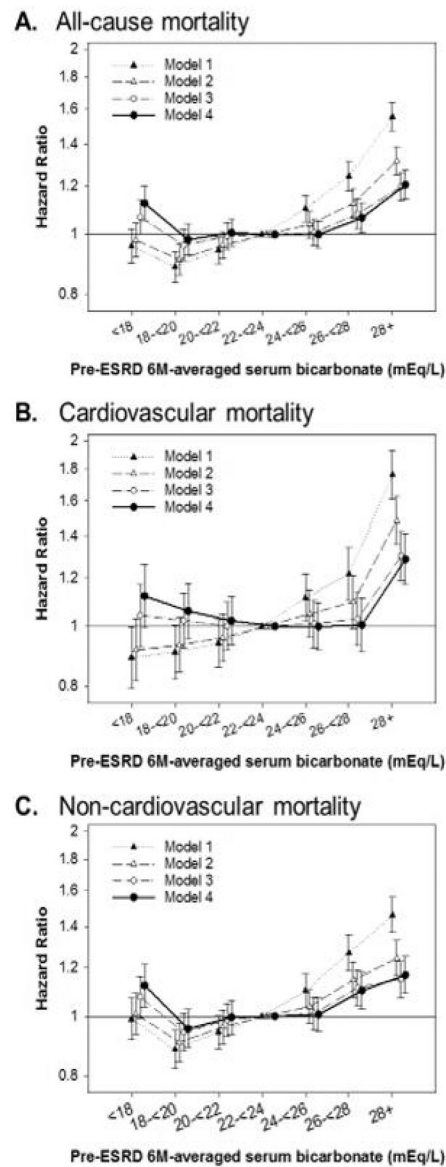 A. All-cause mortality
2
1.8
1.6
1.4
1.2
1
0.8
Hazard Ratio
Model 1
Model 2
Model 3
Model 4
<18
18-<20
20-<22
22-<24
24-<26
26-<28
28+
Pre-ESRD 6M-averaged serum bicarbonate (mEq/L)
B. Cardiovascular mortality
2
1.8
1.6
1.4
1.2
1
0.8
Hazard Ratio
Model 1
Model 2
Model 3
Model 4
<18
18-<20
20-<22
22-<24
24-<26
26-<28
28+
Pre-ESRD 6M-averaged serum bicarbonate (mEq/L)
C. Non-cardiovascular mortality
2
1.8
1.6
1.4
1.2
1
0.8
Hazard Ratio
Model 1
Model 2
Model 3
Model 4
<18
18-<20
20-<22
22-<24
24-<26
26-<28
28+
Pre-ESRD 6M-averaged serum bicarbonate (mEq/L)